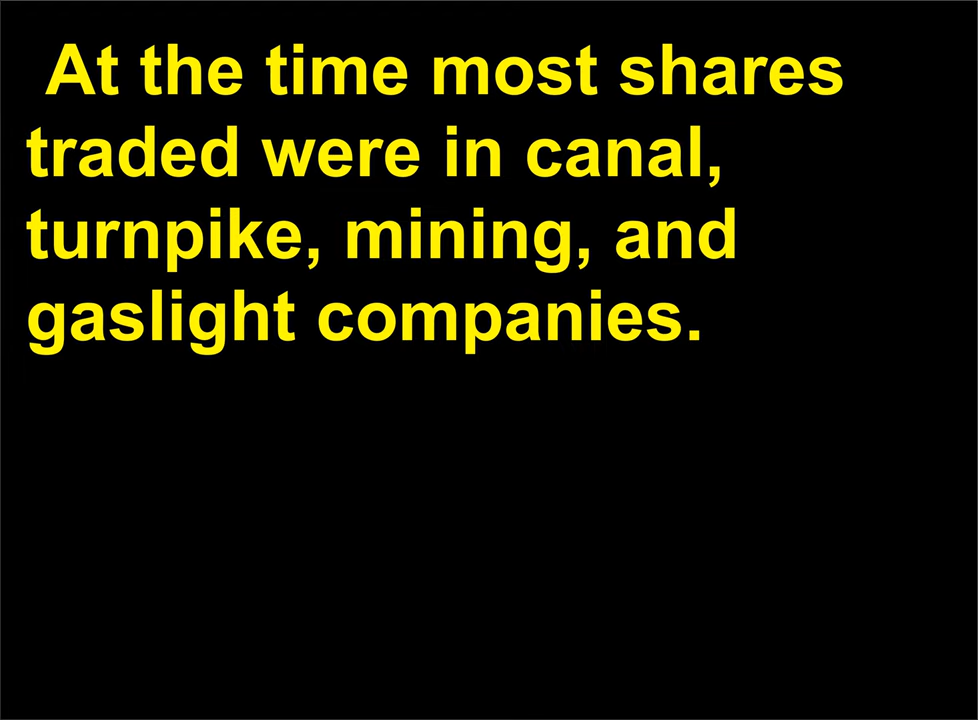 At the time most shares
traded were in canal,
turnpike, mining, and
gaslight companies.